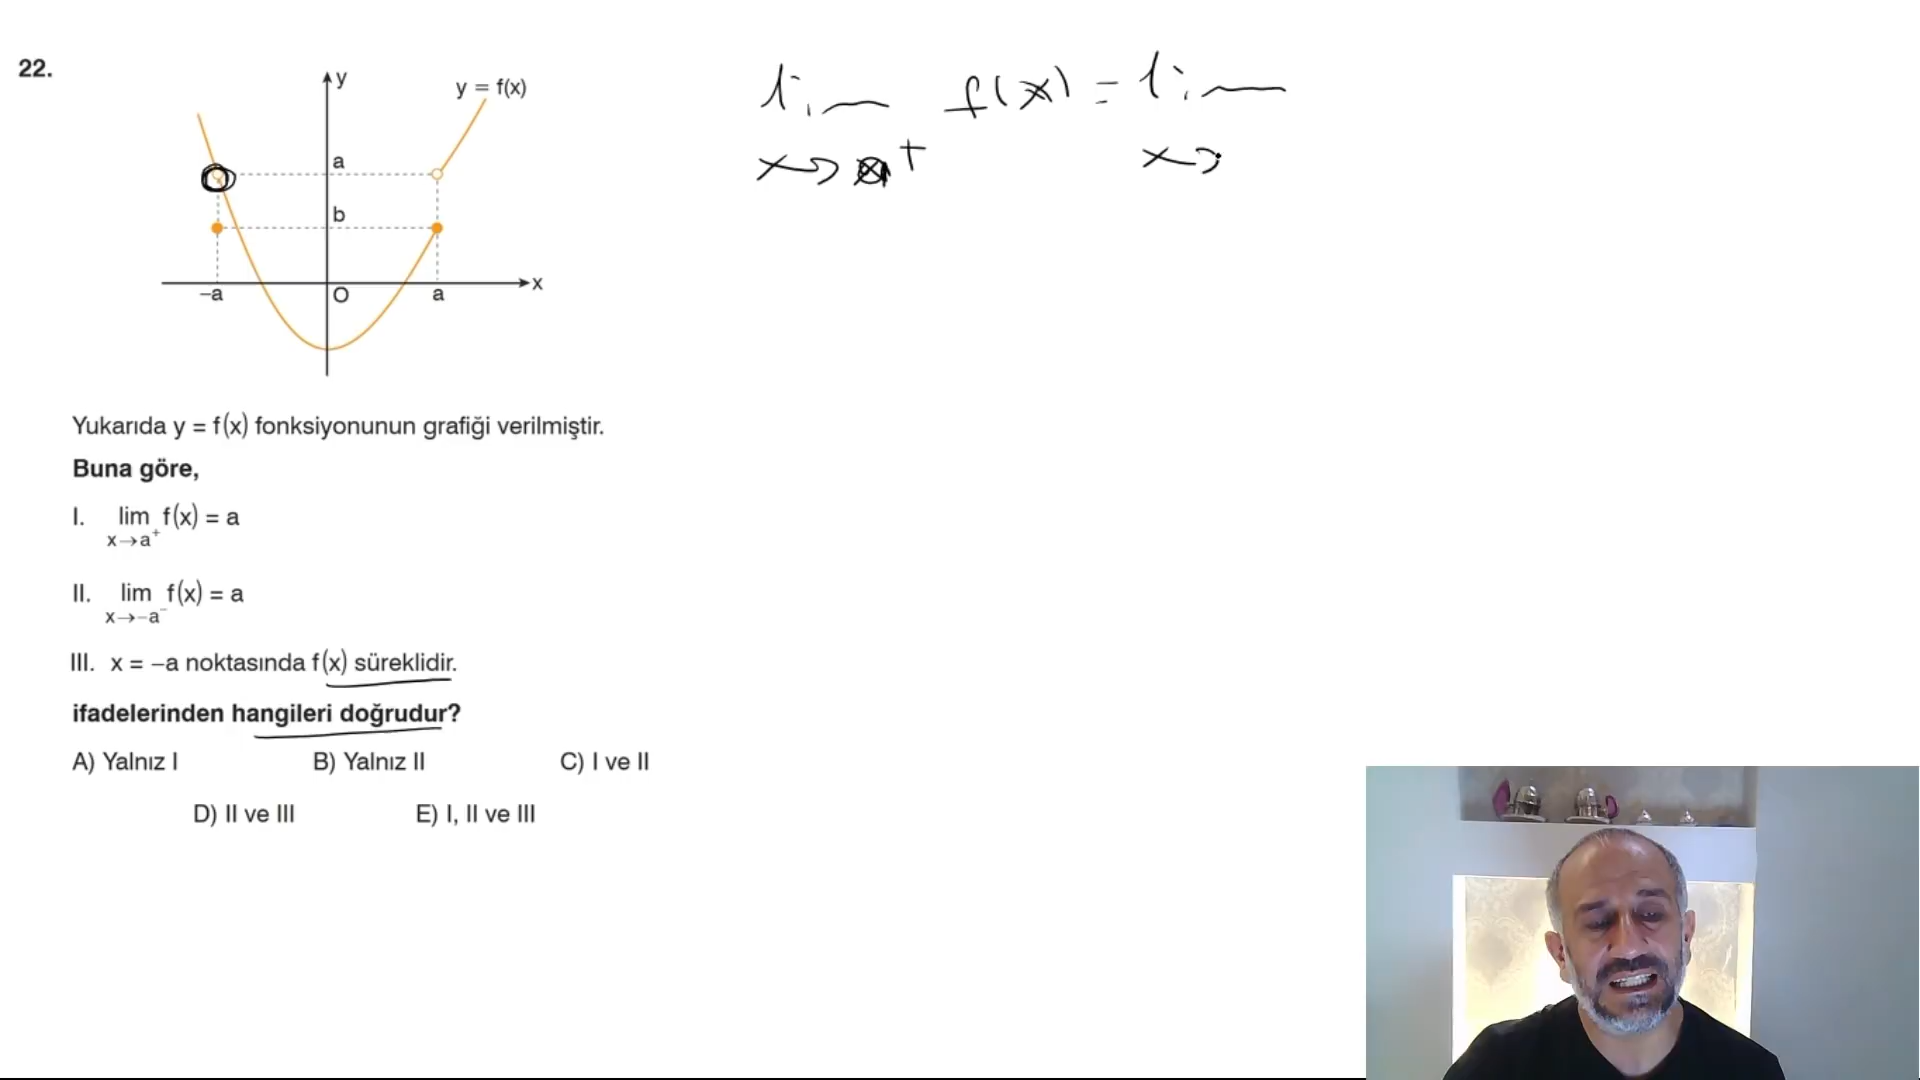 22.
y
y = f(x)
a
b
–a O a x
Yukarıda y = f(x) fonksiyonunun grafiği verilmiştir.
Buna göre,
I. lim f(x) = a
x→a⁺
II. lim f(x) = a
x→–a⁻
III. x = –a noktasında f(x) süreklidir.
ifadelerinden hangileri doğrudur?
A) Yalnız I B) Yalnız II C) I ve II
D) II ve III E) I, II ve III
lim f(x) = lim
x→ + x→